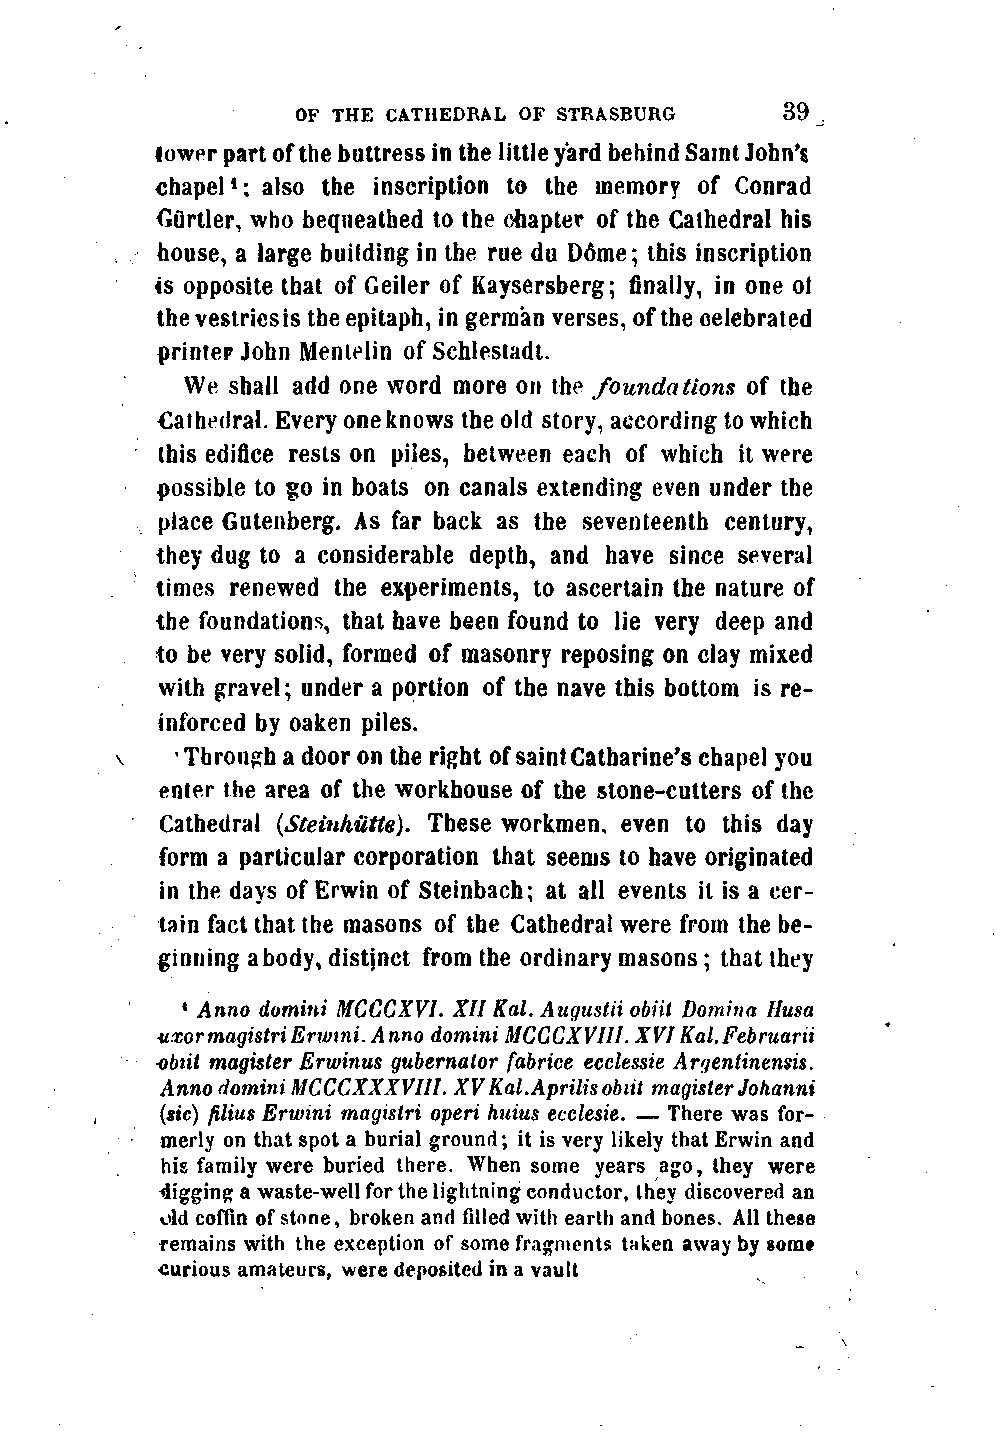 OF THE CATHEDRAL OF STRASBURG 39
lower part of the buttress in the little yard behind Saint John's
chapel ¹; also the inscription to the memory of Conrad
Gürtler, who bequeathed to the chapter of the Cathedral his
house, a large building in the rue du Dôme; this inscription
is opposite that of Geiler of Kaysersberg; finally, in one of
the vestries is the epitaph, in german verses, of the celebrated
printer John Mentelin of Schlestadt.
We shall add one word more on the foundations of the
Cathedral. Every one knows the old story, according to which
this edifice rests on piles, between each of which it were
possible to go in boats on canals extending even under the
place Gutenberg. As far back as the seventeenth century,
they dug to a considerable depth, and have since several
times renewed the experiments, to ascertain the nature of
the foundations, that have been found to lie very deep and
to be very solid, formed of masonry reposing on clay mixed
with gravel; under a portion of the nave this bottom is re-
inforced by oaken piles.
Through a door on the right of saint Catharine's chapel you
enter the area of the workhouse of the stone-cutters of the
Cathedral (Steinhütte). These workmen, even to this day
form a particular corporation that seems to have originated
in the days of Erwin of Steinbach; at all events it is a cer-
tain fact that the masons of the Cathedral were from the be-
ginning a body, distinct from the ordinary masons; that they
¹ Anno domini MCCCXVI. XII Kal. Augustii obiit Domina Husa
uxor magistri Erwini. Anno domini MCCCXVIII. XVI Kal. Februarii
obiit magister Erwinus gubernator fabrice ecclessie Argentinensis.
Anno domini MCCCXXXVIII. XV Kal. Aprilis obiit magister Johanni
(sic) filius Erwini magistri operi huius ecclesie. — There was for-
merly on that spot a burial ground; it is very likely that Erwin and
his family were buried there. When some years ago, they were
digging a waste-well for the lightning conductor, they discovered an
old coffin of stone, broken and filled with earth and bones. All these
remains with the exception of some fragments taken away by some
curious amateurs, were deposited in a vault